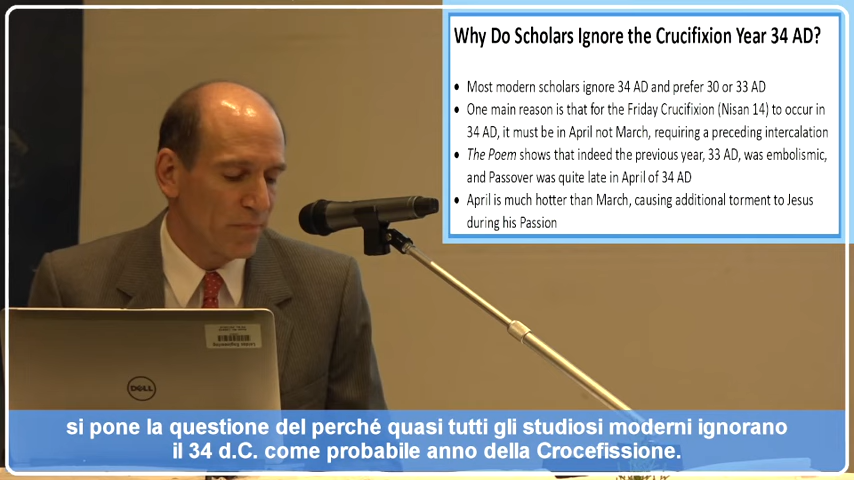 Why Do Scholars Ignore the Crucifixion Year 34 AD?
• Most modern scholars ignore 34 AD and prefer 30 or 33 AD
• One main reason is that for the Friday Crucifixion (Nisan 14) to occur in
34 AD, it must be in April not March, requiring a preceding intercalation
• The Poem shows that indeed the previous year, 33 AD, was embolismic,
and Passover was quite late in April of 34 AD
• April is much hotter than March, causing additional torment to Jesus
during his Passion
DELL
si pone la questione del perché quasi tutti gli studiosi moderni ignorano
il 34 d.C. come probabile anno della Crocefissione.